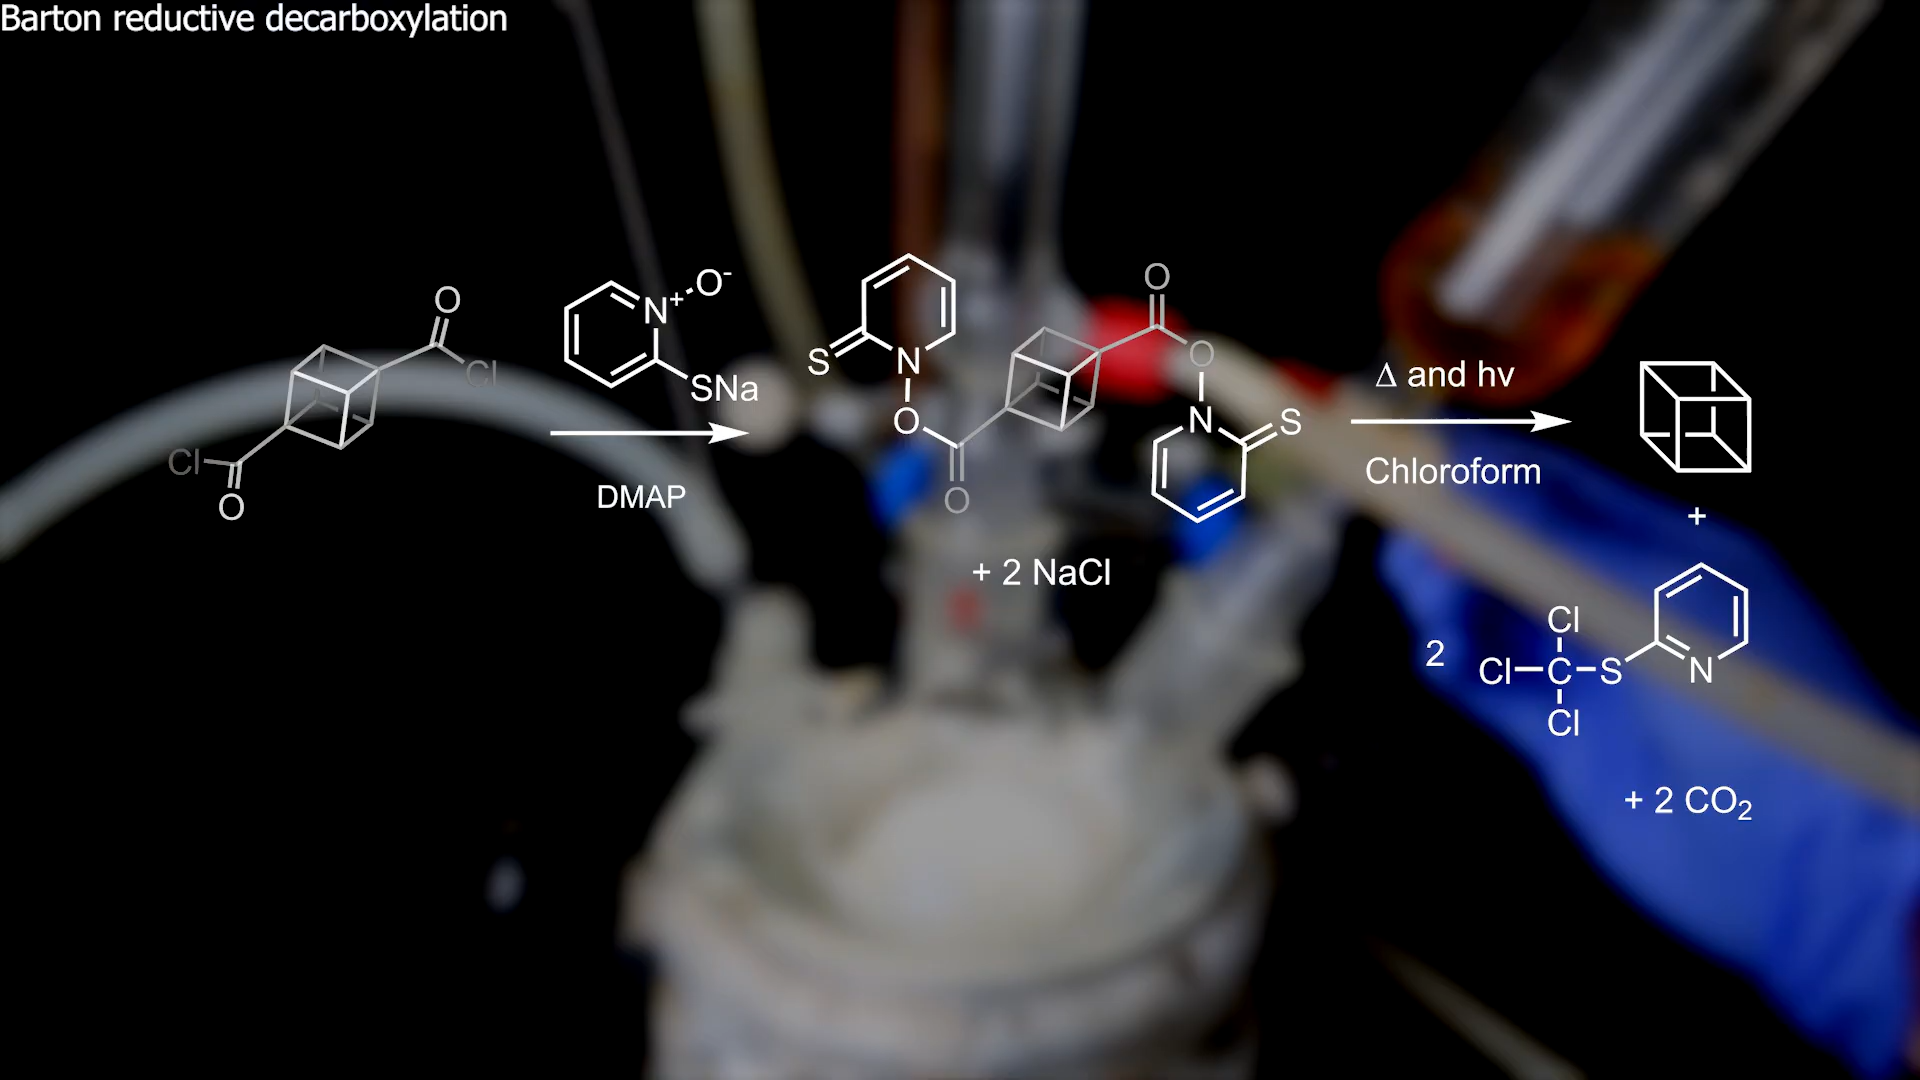 Barton reductive decarboxylation
O
Cl
Cl
O
N+ O-
SNa
DMAP
S
N
O
O
O
O
N
S
+ 2 NaCl
Δ and hv
Chloroform
+
2
Cl
Cl C S
N
Cl
+ 2 CO2